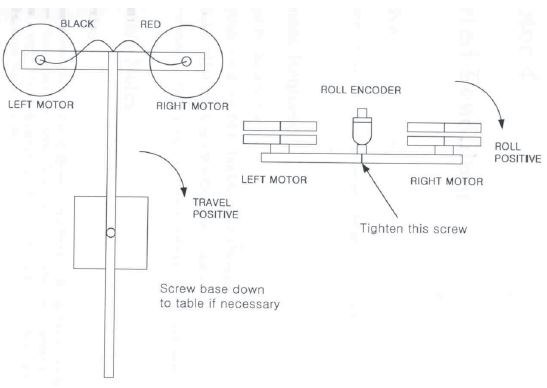 BLACK
RED
LEFT MOTOR
RIGHT MOTOR
TRAVEL
POSITIVE
Screw base down
to table if necessary
ROLL ENCODER
ROLL
POSITIVE
LEFT MOTOR
RIGHT MOTOR
Tighten this screw